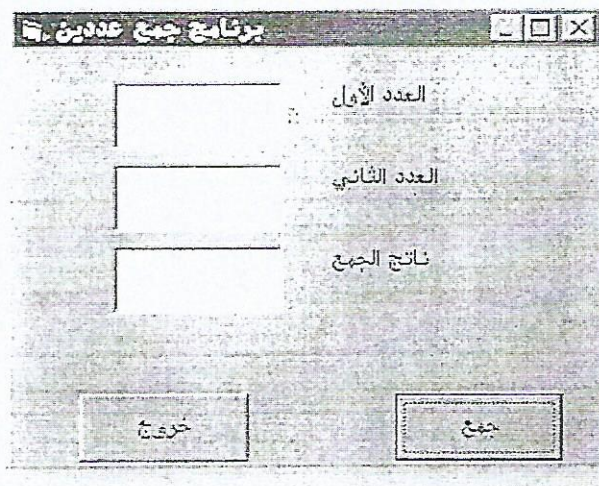 برنامج جمع عددين
العدد الأول
العدد الثاني
ناتج الجمع
جمع
خروج